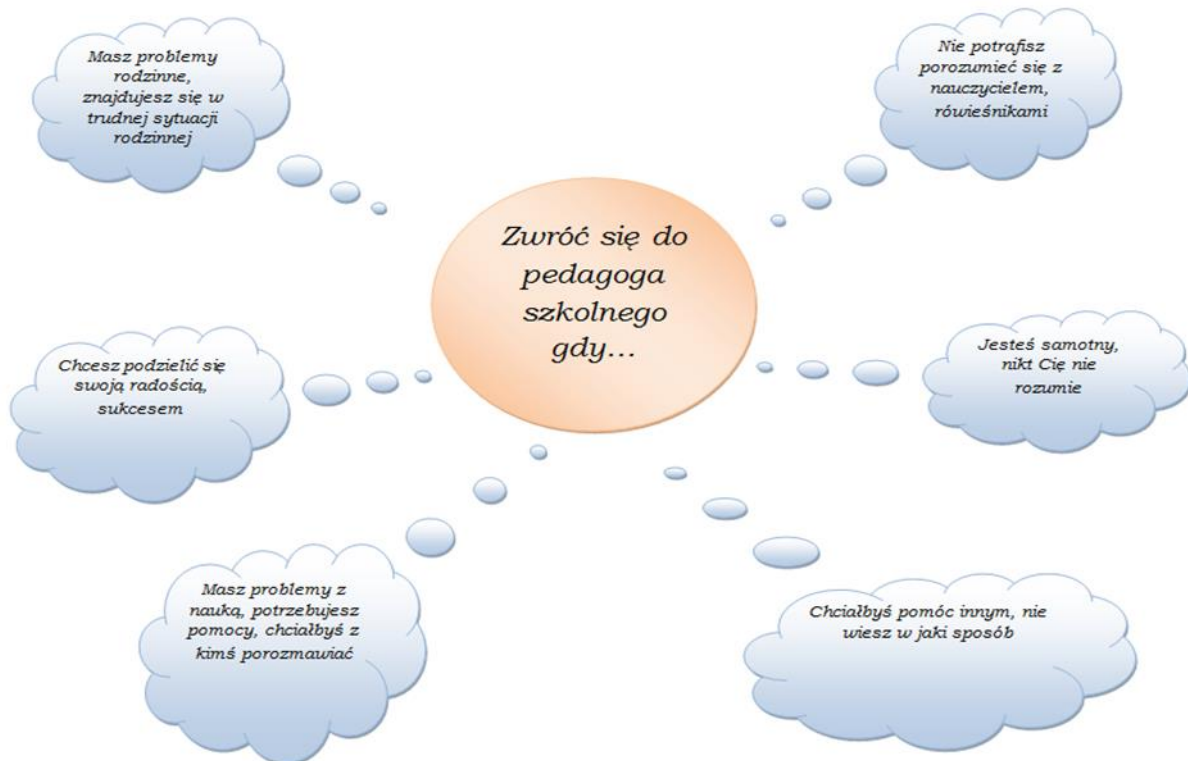 Masz problemy
rodzinne,
znajdujesz się w
trudnej sytuacji
rodzinnej
Nie potrafisz
porozumieć się z
nauczycielem,
rówieśnikami
Zwróć się do
pedagoga
szkolnego
gdy...
Chcesz podzielić się
swoją radością,
sukcesem
Jesteś samotny,
nikt Cię nie
rozumie
Masz problemy z
nauką, potrzebujesz
pomocy, chciałbyś z
kimś porozmawiać
Chciałbyś pomóc innym, nie
wiesz w jaki sposób